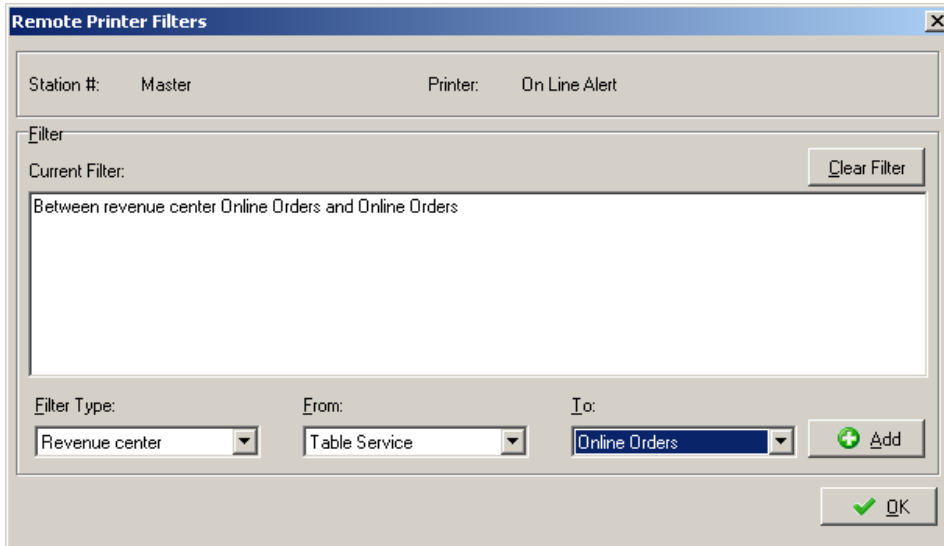 Remote Printer Filters
Station #: Master Printer: On Line Alert
Filter
Current Filter: Clear Filter
Between revenue center Online Orders and Online Orders
Filter Type: From: To:
Revenue center Table Service Online Orders Add
OK